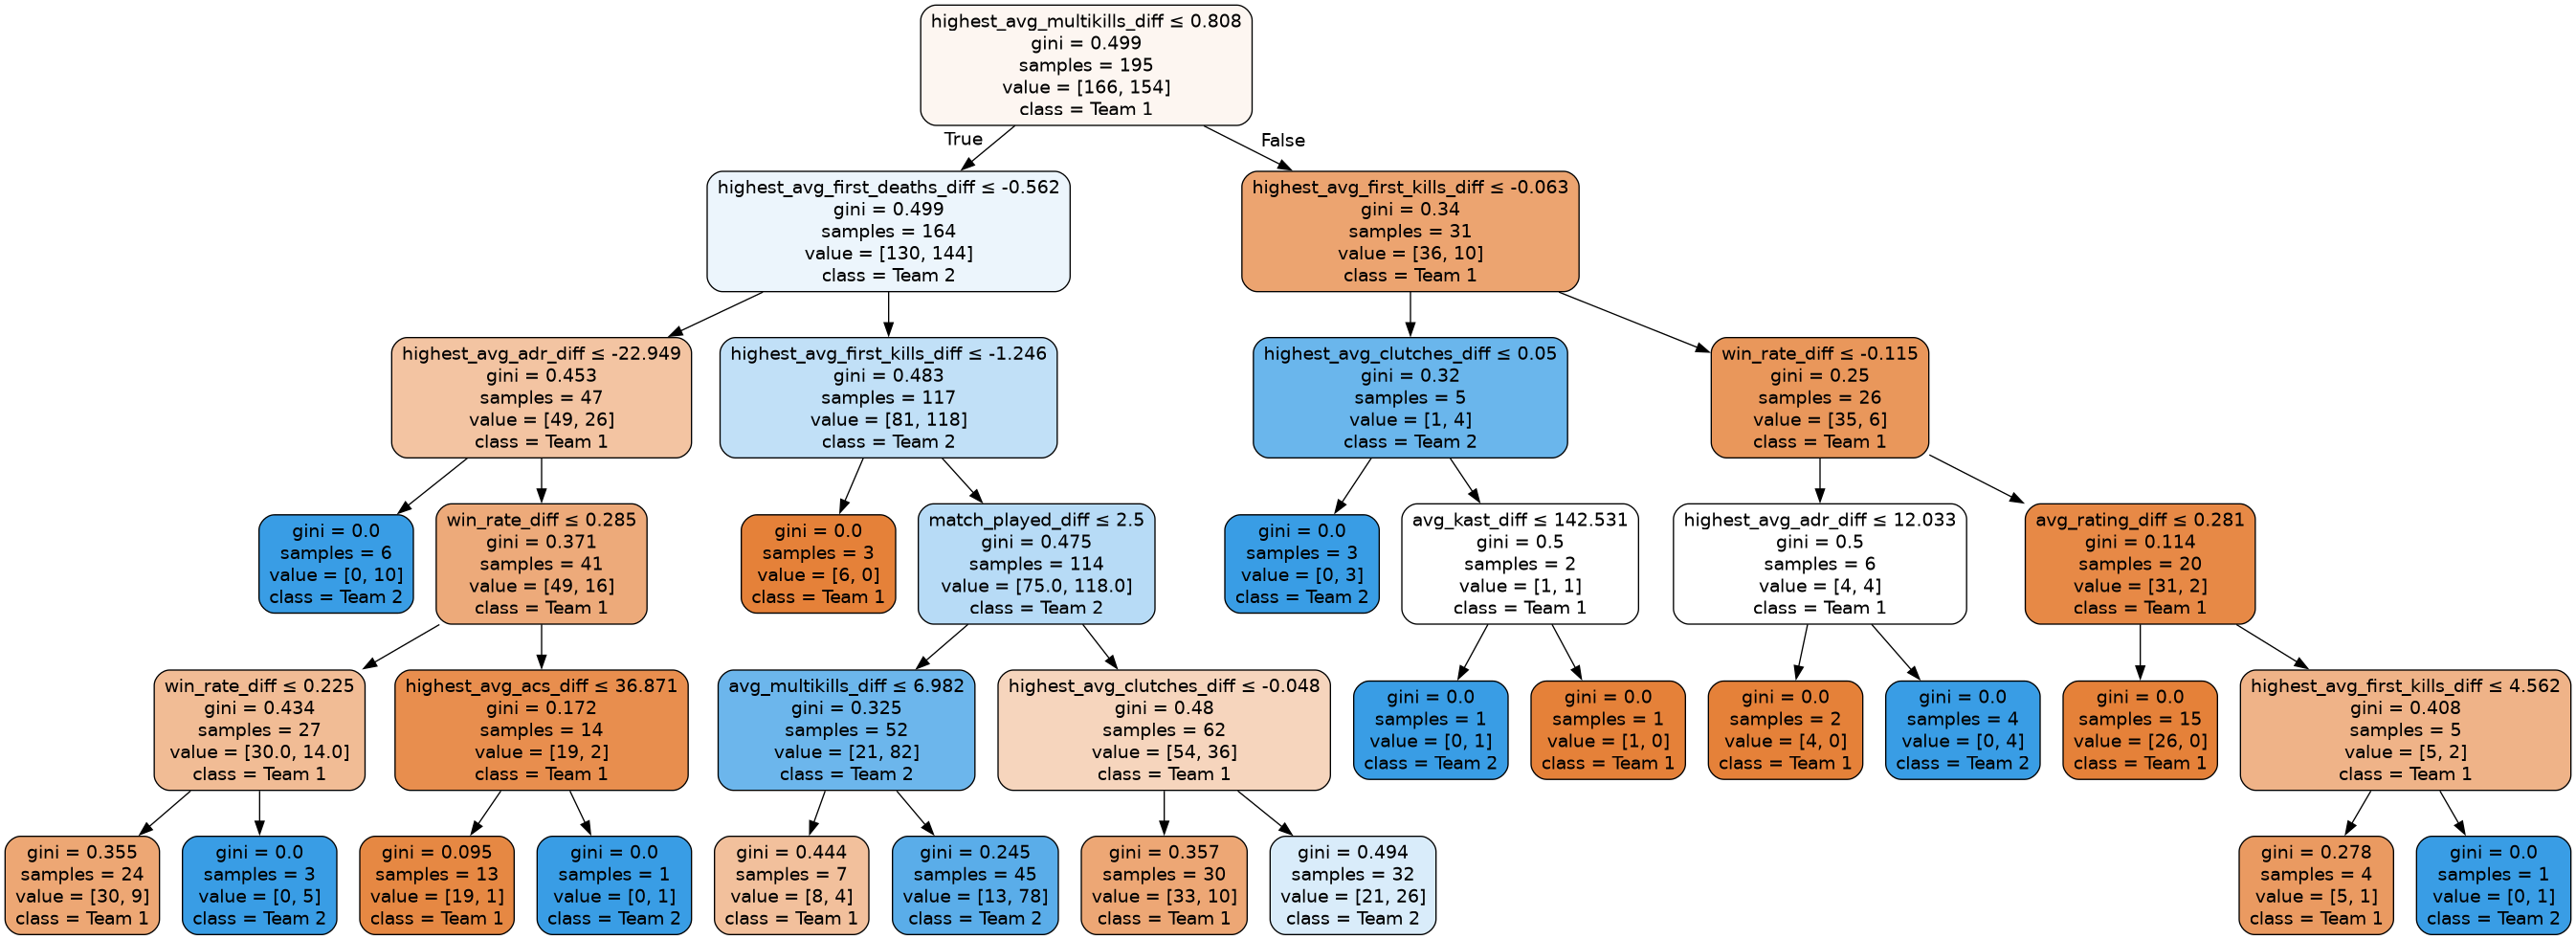 highest_avg_multikills_diff ≤ 0.808
gini = 0.499
samples = 195
value = [166, 154]
class = Team 1
True
False
highest_avg_first_deaths_diff ≤ -0.562
gini = 0.499
samples = 164
value = [130, 144]
class = Team 2
highest_avg_first_kills_diff ≤ -0.063
gini = 0.34
samples = 31
value = [36, 10]
class = Team 1
highest_avg_adr_diff ≤ -22.949
gini = 0.453
samples = 47
value = [49, 26]
class = Team 1
highest_avg_first_kills_diff ≤ -1.246
gini = 0.483
samples = 117
value = [81, 118]
class = Team 2
highest_avg_clutches_diff ≤ 0.05
gini = 0.32
samples = 5
value = [1, 4]
class = Team 2
win_rate_diff ≤ -0.115
gini = 0.25
samples = 26
value = [35, 6]
class = Team 1
gini = 0.0
samples = 6
value = [0, 10]
class = Team 2
win_rate_diff ≤ 0.285
gini = 0.371
samples = 41
value = [49, 16]
class = Team 1
gini = 0.0
samples = 3
value = [6, 0]
class = Team 1
match_played_diff ≤ 2.5
gini = 0.475
samples = 114
value = [75.0, 118.0]
class = Team 2
gini = 0.0
samples = 3
value = [0, 3]
class = Team 2
avg_kast_diff ≤ 142.531
gini = 0.5
samples = 2
value = [1, 1]
class = Team 1
highest_avg_adr_diff ≤ 12.033
gini = 0.5
samples = 6
value = [4, 4]
class = Team 1
avg_rating_diff ≤ 0.281
gini = 0.114
samples = 20
value = [31, 2]
class = Team 1
win_rate_diff ≤ 0.225
gini = 0.434
samples = 27
value = [30.0, 14.0]
class = Team 1
highest_avg_acs_diff ≤ 36.871
gini = 0.172
samples = 14
value = [19, 2]
class = Team 1
avg_multikills_diff ≤ 6.982
gini = 0.325
samples = 52
value = [21, 82]
class = Team 2
highest_avg_clutches_diff ≤ -0.048
gini = 0.48
samples = 62
value = [54, 36]
class = Team 1
gini = 0.0
samples = 1
value = [0, 1]
class = Team 2
gini = 0.0
samples = 1
value = [1, 0]
class = Team 1
gini = 0.0
samples = 2
value = [4, 0]
class = Team 1
gini = 0.0
samples = 4
value = [0, 4]
class = Team 2
gini = 0.0
samples = 15
value = [26, 0]
class = Team 1
highest_avg_first_kills_diff ≤ 4.562
gini = 0.408
samples = 5
value = [5, 2]
class = Team 1
gini = 0.355
samples = 24
value = [30, 9]
class = Team 1
gini = 0.0
samples = 3
value = [0, 5]
class = Team 2
gini = 0.095
samples = 13
value = [19, 1]
class = Team 1
gini = 0.0
samples = 1
value = [0, 1]
class = Team 2
gini = 0.444
samples = 7
value = [8, 4]
class = Team 1
gini = 0.245
samples = 45
value = [13, 78]
class = Team 2
gini = 0.357
samples = 30
value = [33, 10]
class = Team 1
gini = 0.494
samples = 32
value = [21, 26]
class = Team 2
gini = 0.278
samples = 4
value = [5, 1]
class = Team 1
gini = 0.0
samples = 1
value = [0, 1]
class = Team 2